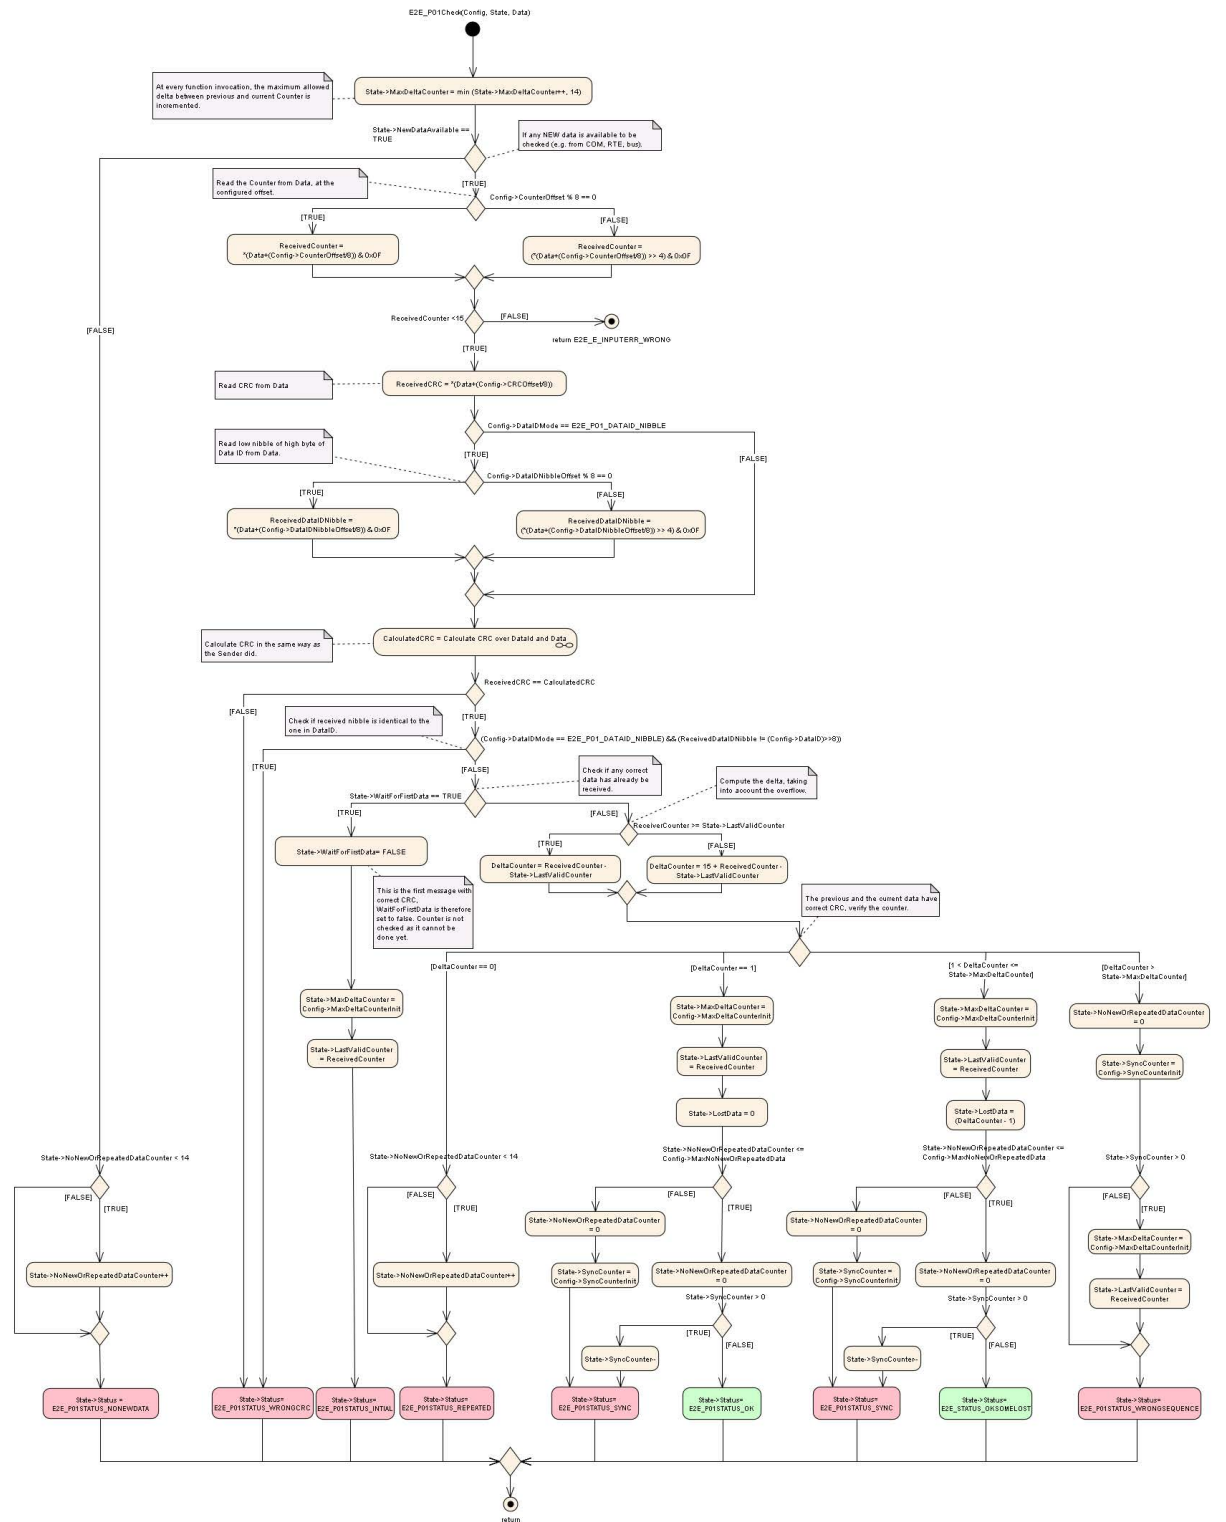 E2E_P01Check(Config, State, Data)
At every function invocation, the maximum allowed
delta between previous and current Counter is
incremented.
State->MaxDeltaCounter = min (State->MaxDeltaCounter++, 14)
State->NewDataAvailable ==
TRUE
If any NEW data is available to be
checked (e.g. from COM, RTE, bus).
[TRUE]
Read the Counter from Data, at the
configured offset.
Config->CounterOffset % 8 == 0
[TRUE]
[FALSE]
ReceivedCounter =
*(Data+(Config->CounterOffset/8)) & 0x0F
ReceivedCounter =
(*(Data+(Config->CounterOffset/8)) >> 4) & 0x0F
[FALSE]
ReceivedCounter <15
[FALSE]
return E2E_E_INPUTERR_WRONG
[TRUE]
Read CRC from Data
ReceivedCRC = *(Data+(Config->CRCOffset/8))
Config->DataIDMode == E2E_P01_DATAID_NIBBLE
Read low nibble of high byte of
Data ID from Data.
[TRUE]
[FALSE]
Config->DataIDNibbleOffset % 8 == 0
[TRUE]
[FALSE]
ReceivedDataIDNibble =
*(Data+(Config->DataIDNibbleOffset/8)) & 0x0F
ReceivedDataIDNibble =
(*(Data+(Config->DataIDNibbleOffset/8)) >> 4) & 0x0F
Calculate CRC in the same way as
the Sender did.
CalculatedCRC = Calculate CRC over DataId and Data
ReceivedCRC == CalculatedCRC
[FALSE]
[TRUE]
Check if received nibble is identical to the
one in DataID.
(Config->DataIDMode == E2E_P01_DATAID_NIBBLE) && (ReceivedDataIDNibble != (Config->DataID)>>8))
[TRUE]
[FALSE]
Check if any correct
data has already be
received.
Compute the delta, taking
into account the overflow.
State->WaitForFirstData == TRUE
[TRUE]
[FALSE]
ReceiverCounter >= State->LastValidCounter
[TRUE]
[FALSE]
State->WaitForFirstData= FALSE
DeltaCounter = ReceivedCounter -
State->LastValidCounter
DeltaCounter = 15 + ReceivedCounter -
State->LastValidCounter
This is the first message with
correct CRC,
WaitForFirstData is therefore
set to false. Counter is not
checked as it cannot be
done yet.
The previous and the current data have
correct CRC, verify the counter.
[DeltaCounter == 0]
[DeltaCounter == 1]
[1 < DeltaCounter <=
State->MaxDeltaCounter]
[DeltaCounter >
State->MaxDeltaCounter]
State->MaxDeltaCounter =
Config->MaxDeltaCounterInit
State->MaxDeltaCounter =
Config->MaxDeltaCounterInit
State->MaxDeltaCounter =
Config->MaxDeltaCounterInit
State->NoNewOrRepeatedDataCounter
= 0
State->LastValidCounter
= ReceivedCounter
State->LastValidCounter
= ReceivedCounter
State->LastValidCounter
= ReceivedCounter
State->SyncCounter =
Config->SyncCounterInit
State->LostData = 0
State->LostData =
(DeltaCounter - 1)
State->NoNewOrRepeatedDataCounter < 14
State->NoNewOrRepeatedDataCounter < 14
State->NoNewOrRepeatedDataCounter <=
Config->MaxNoNewOrRepeatedData
State->NoNewOrRepeatedDataCounter <=
Config->MaxNoNewOrRepeatedData
State->SyncCounter > 0
[FALSE]
[TRUE]
[FALSE]
[TRUE]
[FALSE]
[TRUE]
[FALSE]
[TRUE]
[FALSE]
[TRUE]
State->NoNewOrRepeatedDataCounter
= 0
State->NoNewOrRepeatedDataCounter
= 0
State->MaxDeltaCounter =
Config->MaxDeltaCounterInit
State->NoNewOrRepeatedDataCounter++
State->NoNewOrRepeatedDataCounter++
State->SyncCounter =
Config->SyncCounterInit
State->NoNewOrRepeatedDataCounter
= 0
State->SyncCounter =
Config->SyncCounterInit
State->NoNewOrRepeatedDataCounter
= 0
State->LastValidCounter =
ReceivedCounter
State->SyncCounter > 0
State->SyncCounter > 0
[TRUE]
[FALSE]
[TRUE]
[FALSE]
State->SyncCounter--
State->SyncCounter--
State->Status =
E2E_P01STATUS_NONEWDATA
State->Status=
E2E_P01STATUS_WRONGCRC
State->Status=
E2E_P01STATUS_INTIAL
State->Status=
E2E_P01STATUS_REPEATED
State->Status=
E2E_P01STATUS_SYNC
State->Status=
E2E_P01STATUS_OK
State->Status=
E2E_P01STATUS_SYNC
State->Status=
E2E_STATUS_OKSOMELOST
State->Status=
E2E_P01STATUS_WRONGSEQUENCE
return